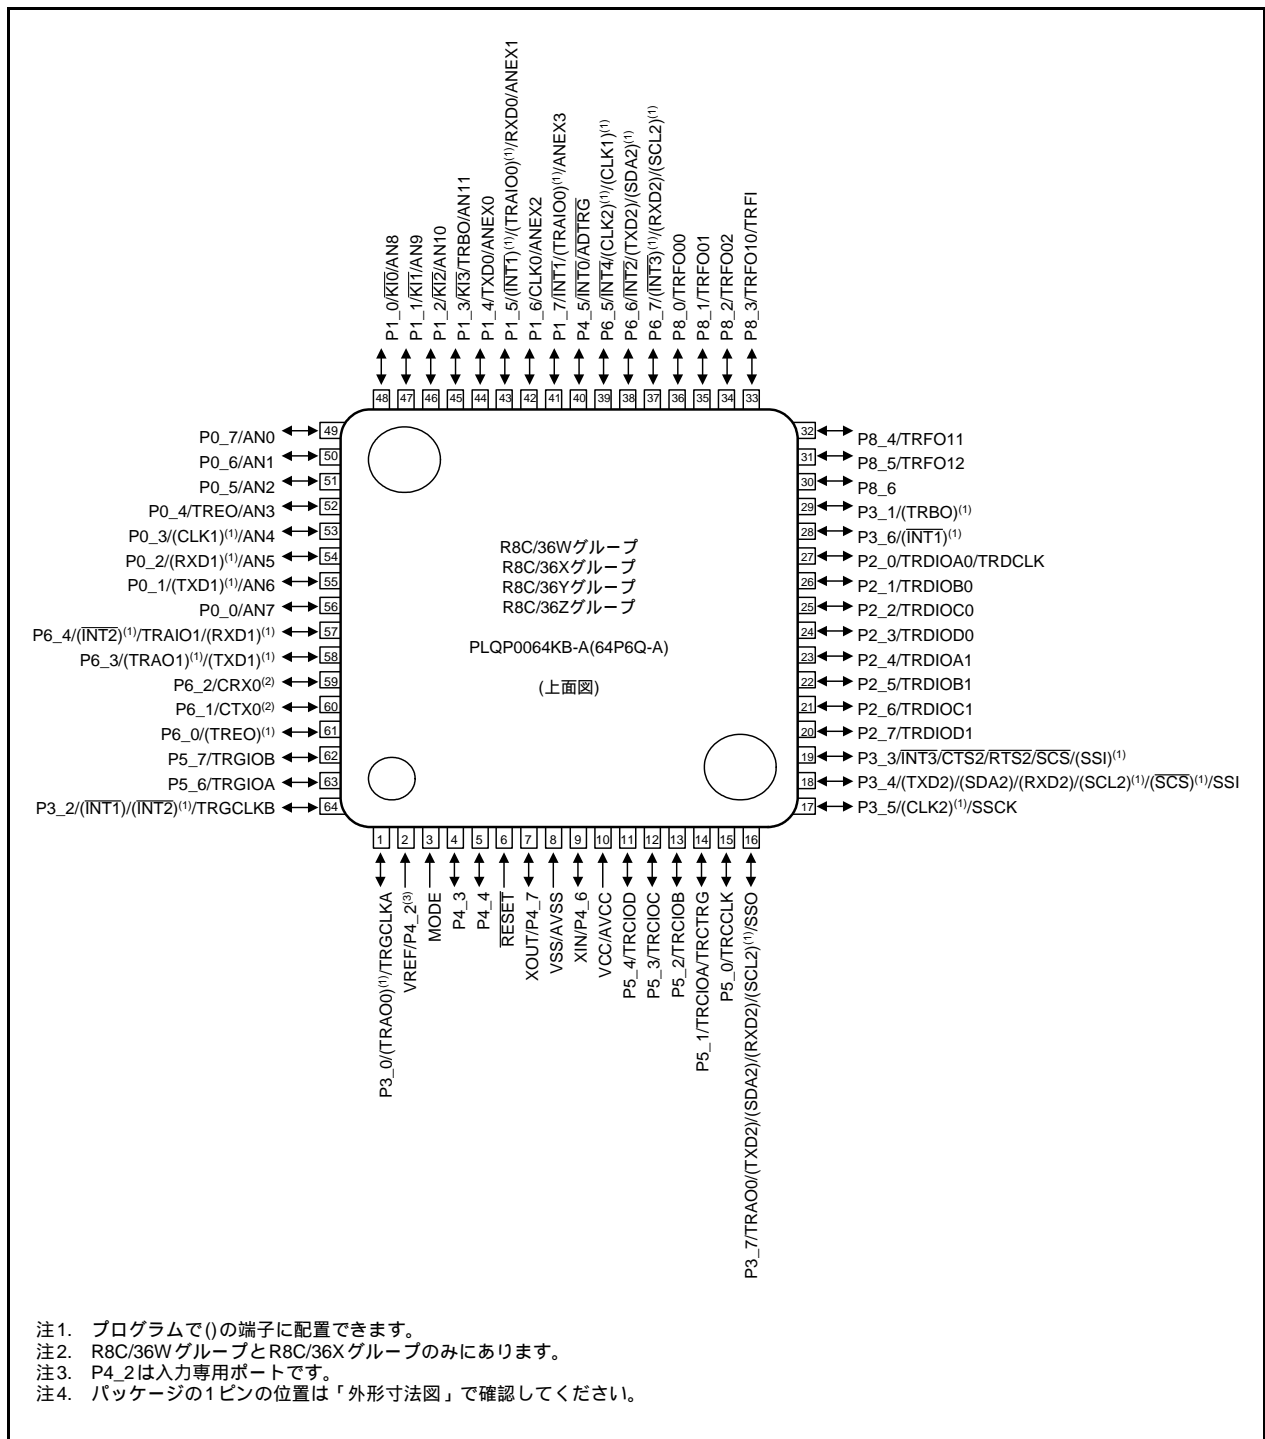 P1_0/KI0/AN8
P1_1/KI1/AN9
P1_2/KI2/AN10
P1_3/KI3/TRBO/AN11
P1_4/TXD0/ANEX0
P1_5/(INT1)(1)/(TRAIO0)(1)/RXD0/ANEX1
P1_6/CLK0/ANEX2
P1_7/INT1/(TRAIO0)(1)/ANEX3
P4_5/INT0/ADTRG
P6_5/INT4/(CLK2)(1)/(CLK1)(1)
P6_6/INT2/(TXD2)/(SDA2)(1)
P6_7/(INT3)(1)/(RXD2)/(SCL2)(1)
P8_0/TRFO00
P8_1/TRFO01
P8_2/TRFO02
P8_3/TRFO10/TRFI
48 47 46 45 44 43 42 41 40 39 38 37 36 35 34 33
P0_7/AN0 49
P0_6/AN1 50
P0_5/AN2 51
P0_4/TREO/AN3 52
P0_3/(CLK1)(1)/AN4 53
P0_2/(RXD1)(1)/AN5 54
P0_1/(TXD1)(1)/AN6 55
P0_0/AN7 56
P6_4/(INT2)(1)/TRAIO1/(RXD1)(1) 57
P6_3/(TRAO1)(1)/(TXD1)(1) 58
P6_2/CRX0(2) 59
P6_1/CTX0(2) 60
P6_0/(TREO)(1) 61
P5_7/TRGIOB 62
P5_6/TRGIOA 63
P3_2/(INT1)/(INT2)(1)/TRGCLKB 64
R8C/36Wグループ
R8C/36Xグループ
R8C/36Yグループ
R8C/36Zグループ
PLQP0064KB-A(64P6Q-A)
(上面図)
32 P8_4/TRFO11
31 P8_5/TRFO12
30 P8_6
29 P3_1/(TRBO)(1)
28 P3_6/(INT1)(1)
27 P2_0/TRDIOA0/TRDCLK
26 P2_1/TRDIOB0
25 P2_2/TRDIOC0
24 P2_3/TRDIOD0
23 P2_4/TRDIOA1
22 P2_5/TRDIOB1
21 P2_6/TRDIOC1
20 P2_7/TRDIOD1
19 P3_3/INT3/CTS2/RTS2/SCS/(SSI)(1)
18 P3_4/(TXD2)/(SDA2)/(RXD2)/(SCL2)(1)/(SCS)(1)/SSI
17 P3_5/(CLK2)(1)/SSCK
1 2 3 4 5 6 7 8 9 10 11 12 13 14 15 16
P3_0/(TRAO0)(1)/TRGCLKA
VREF/P4_2(3)
MODE
P4_3
P4_4
RESET
XOUT/P4_7
VSS/AVSS
XIN/P4_6
VCC/AVCC
P5_4/TRCIOD
P5_3/TRCIOC
P5_2/TRCIOB
P5_1/TRCIOA/TRCTRG
P5_0/TRCCLK
P3_7/TRAO0/(TXD2)/(SDA2)/(RXD2)/(SCL2)(1)/SSO
注1. プログラムで()の端子に配置できます。
注2. R8C/36WグループとR8C/36Xグループのみにあります。
注3. P4_2は入力専用ポートです。
注4. パッケージの1ピンの位置は「外形寸法図」で確認してください。